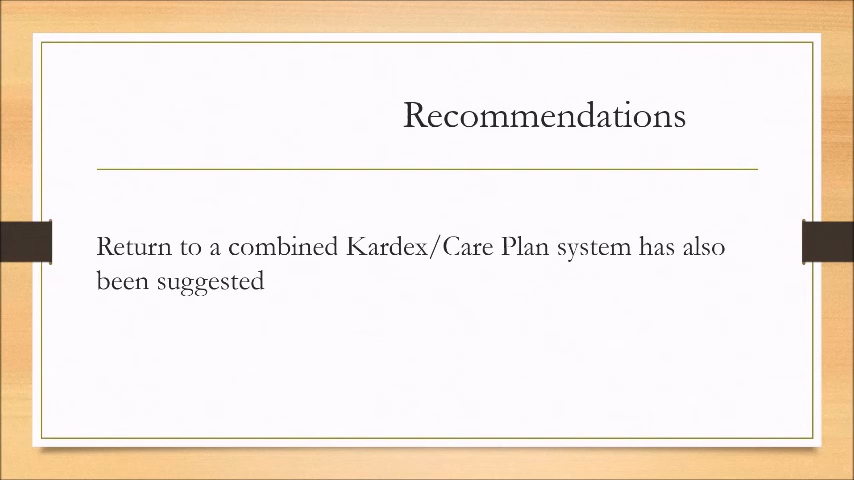 Recommendations
Return to a combined Kardex/Care Plan system has also
been suggested